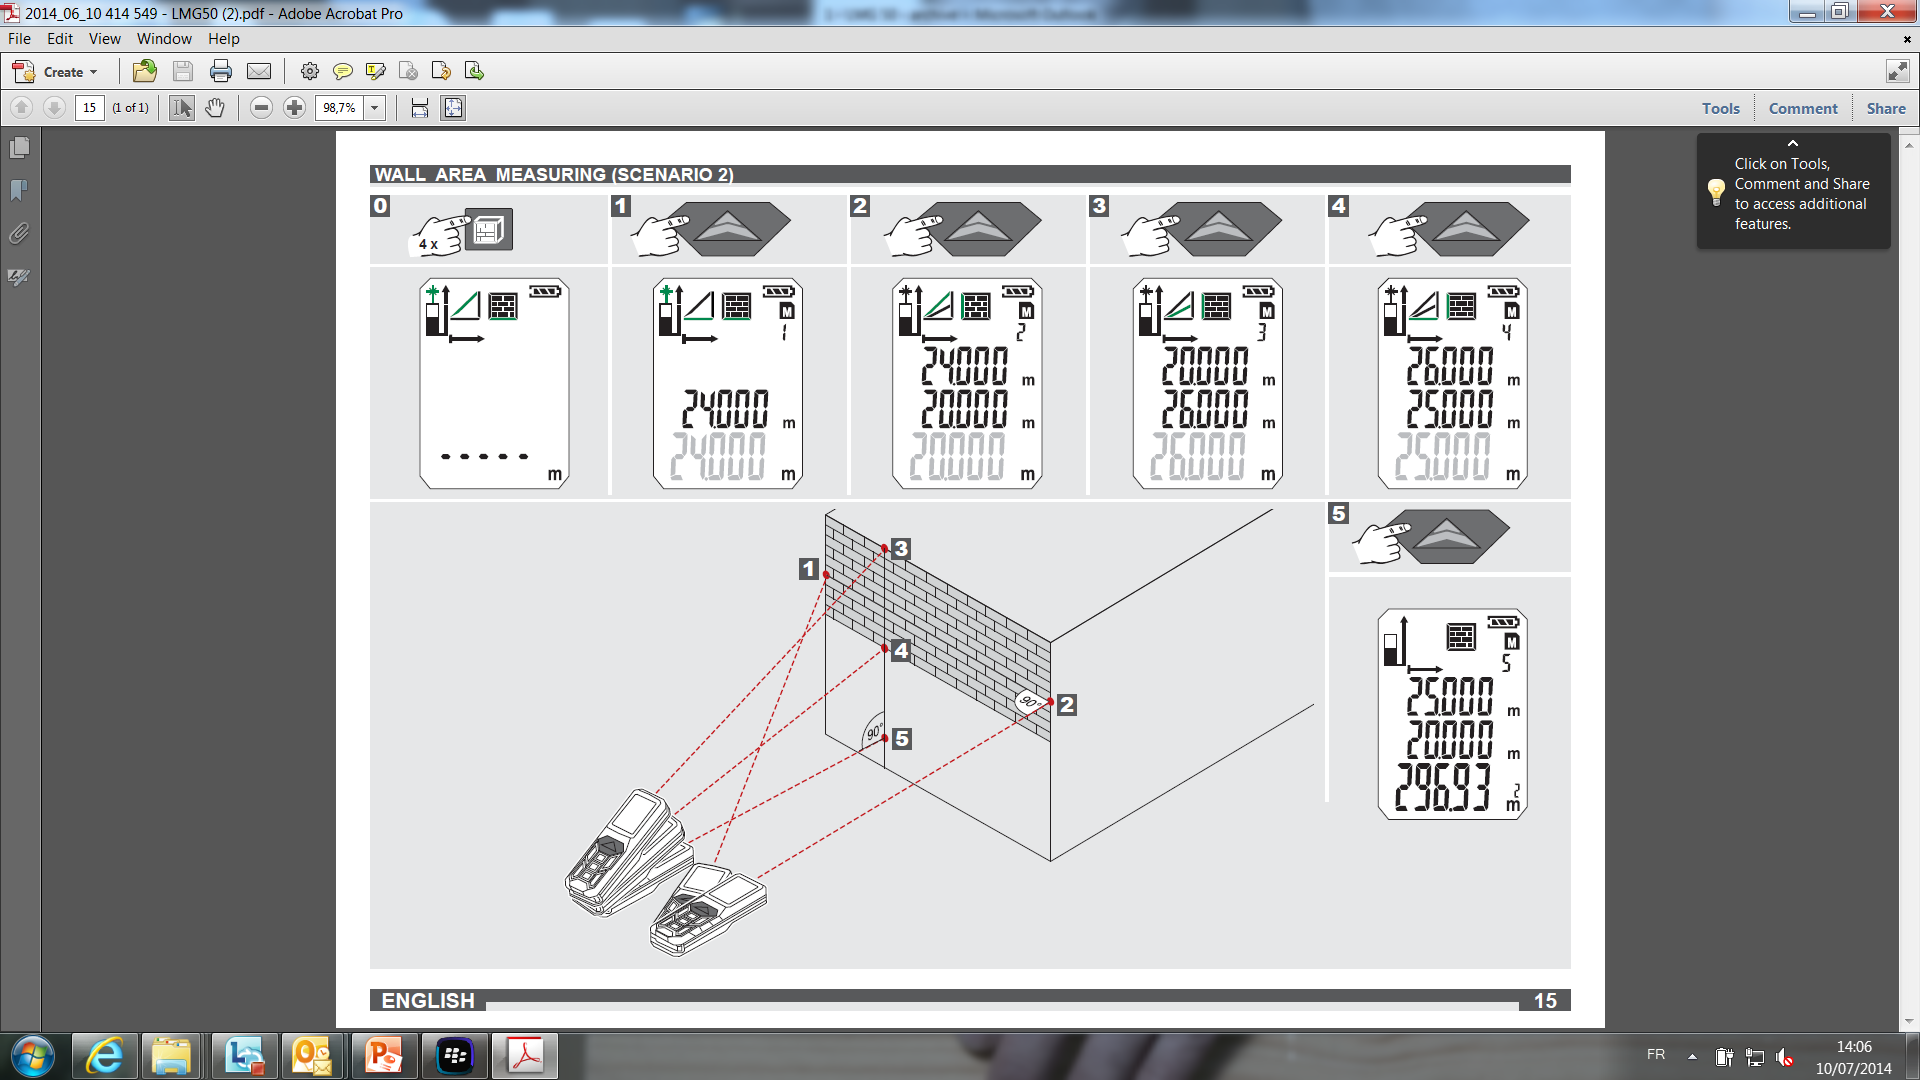 2014_06_10 414 549 - LMG50 (2).pdf - Adobe Acrobat Pro
File Edit View Window Help
Create
15 (1 of 1) 98,7%
Tools Comment Share
Click on Tools,
Comment and Share
to access additional
features.
WALL AREA MEASURING (SCENARIO 2)
0 1 2 3 4
4 x
M M M M
1 2 3 4
24.000 m 20.000 m 26.000 m
24.000 m 20.000 m 26.000 m 25.000 m
----- m 24.000 m 20.000 m 26.000 m 25.000 m
5
3
1
4
2
90°
5
90°
M
5
25.000 m
20.000 m
296.93 m2
ENGLISH 15
FR
14:06
10/07/2014